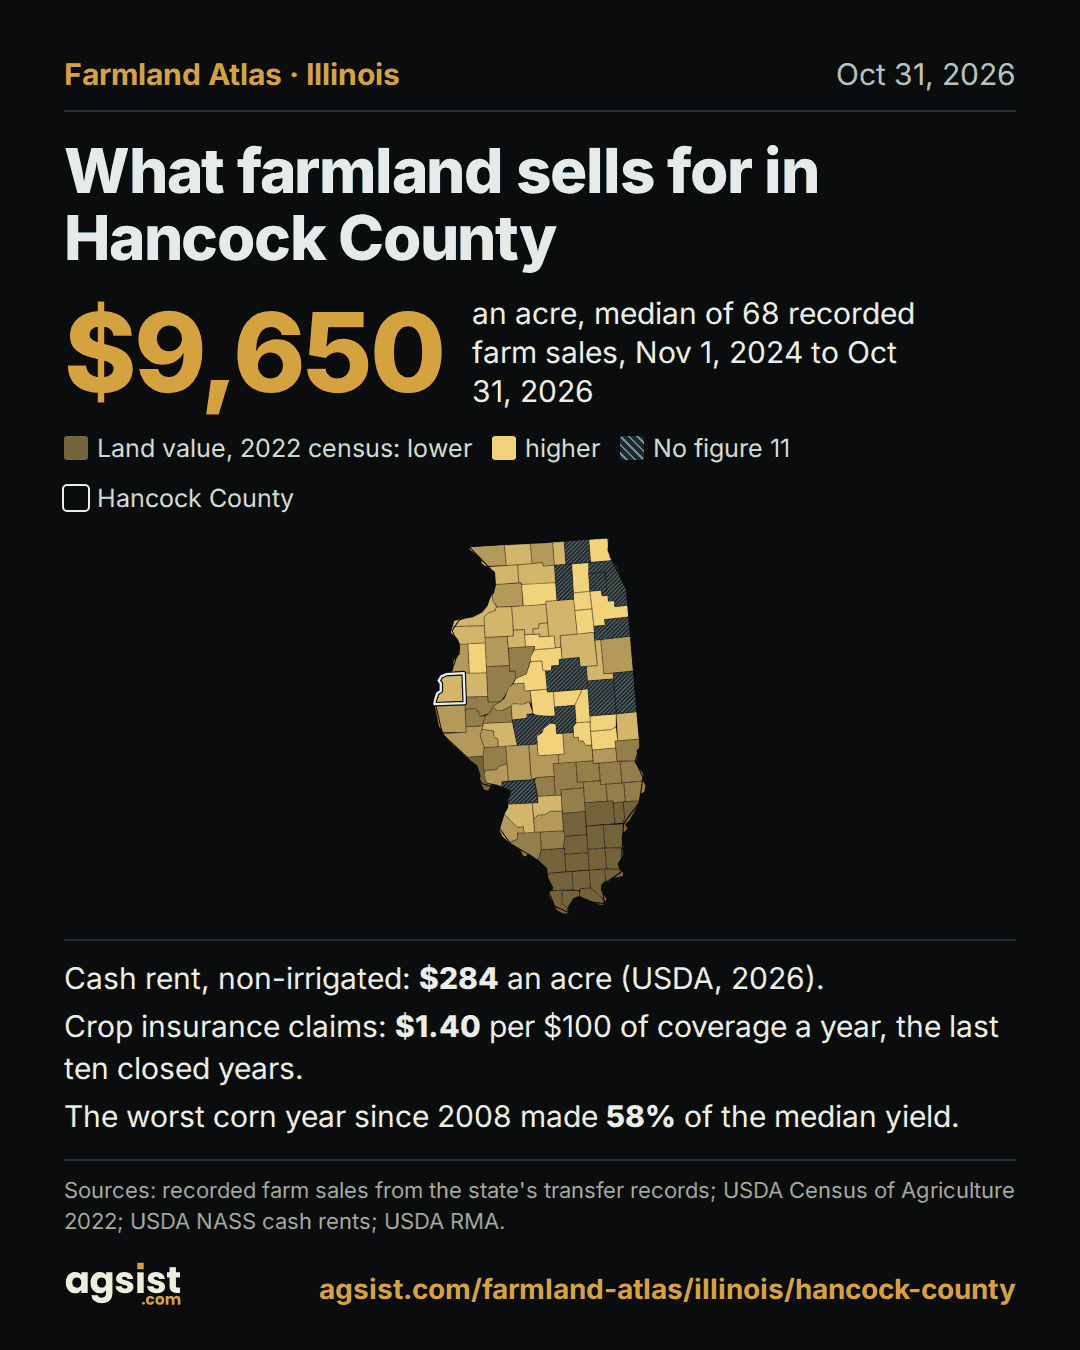 Farmland Atlas · Illinois
Oct 31, 2026
What farmland sells for in
Hancock County
$9,650
an acre, median of 68 recorded
farm sales, Nov 1, 2024 to Oct
31, 2026
Land value, 2022 census: lower
higher
No figure 11
Hancock County
Cash rent, non-irrigated: $284 an acre (USDA, 2026).
Crop insurance claims: $1.40 per $100 of coverage a year, the last
ten closed years.
The worst corn year since 2008 made 58% of the median yield.
Sources: recorded farm sales from the state's transfer records; USDA Census of Agriculture
2022; USDA NASS cash rents; USDA RMA.
agsist
.com
agsist.com/farmland-atlas/illinois/hancock-county